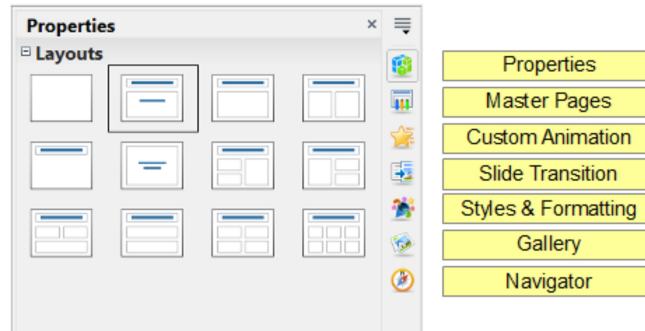 Properties
Layouts
Properties
Master Pages
Custom Animation
Slide Transition
Styles & Formatting
Gallery
Navigator